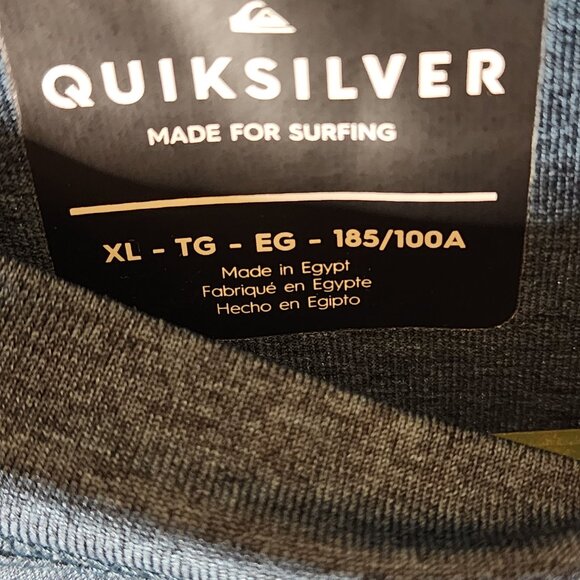 QUIKSILVER
MADE FOR SURFING
XL - TG - EG - 185/100A
Made in Egypt
Fabriqué en Egypte
Hecho en Egipto